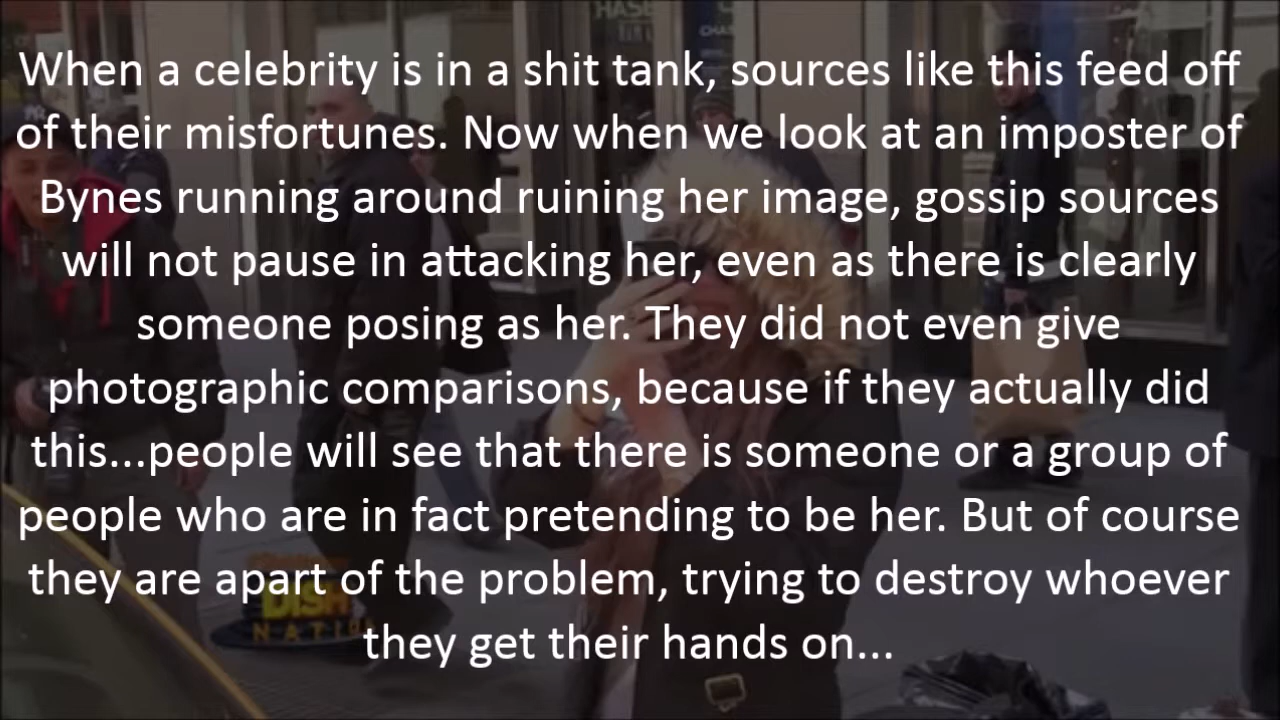 When a celebrity is in a shit tank, sources like this feed off
of their misfortunes. Now when we look at an imposter of
Bynes running around ruining her image, gossip sources
will not pause in attacking her, even as there is clearly
someone posing as her. They did not even give
photographic comparisons, because if they actually did
this...people will see that there is someone or a group of
people who are in fact pretending to be her. But of course
they are apart of the problem, trying to destroy whoever
they get their hands on...
DISH
NATION